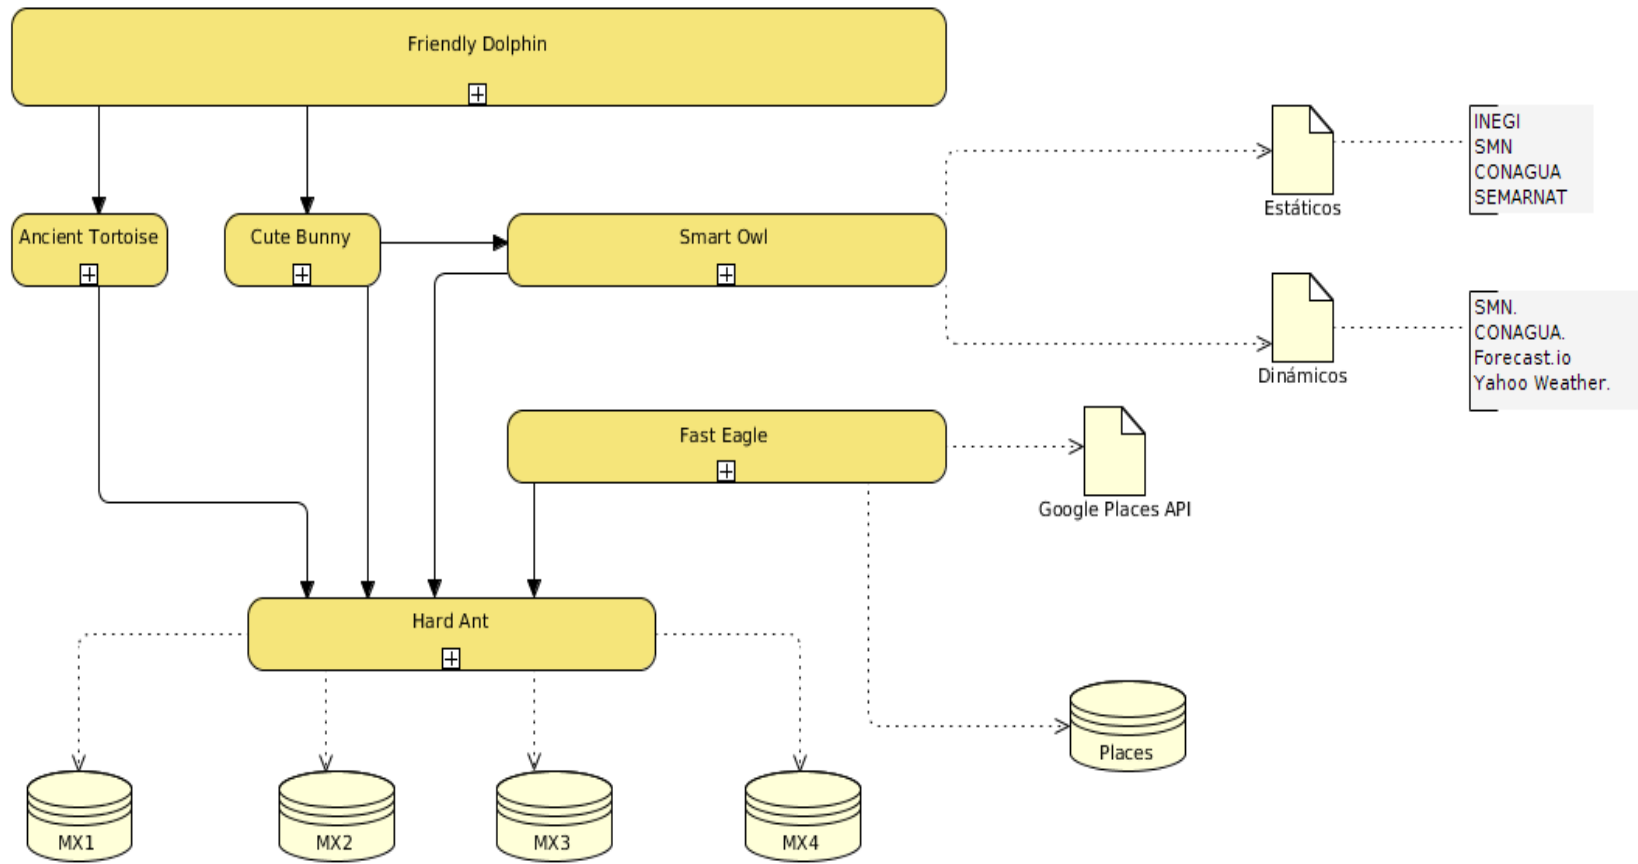 Friendly Dolphin
Ancient Tortoise
Cute Bunny
Smart Owl
Estáticos
INEGI
SMN
CONAGUA
SEMARNAT
Dinámicos
SMN.
CONAGUA.
Forecast.io
Yahoo Weather.
Fast Eagle
Google Places API
Hard Ant
Places
MX1
MX2
MX3
MX4